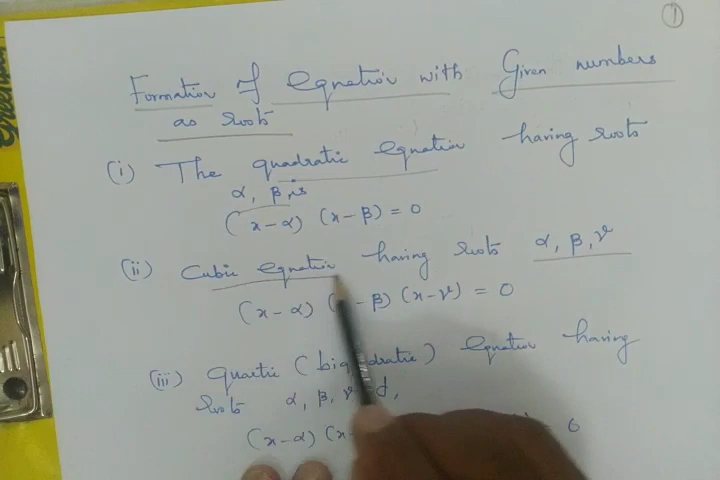 1
Formation of equation with Given numbers
as roots
(i) The quadratic equation having roots
α, β, is
(x-α) (x-β) = 0
(ii) Cubic equation having roots α, β, γ
(x-α) (x-β) (x-γ) = 0
(iii) quartic (biquadratic) equation having
roots α, β, γ, d,
(x-α) (x- = 0